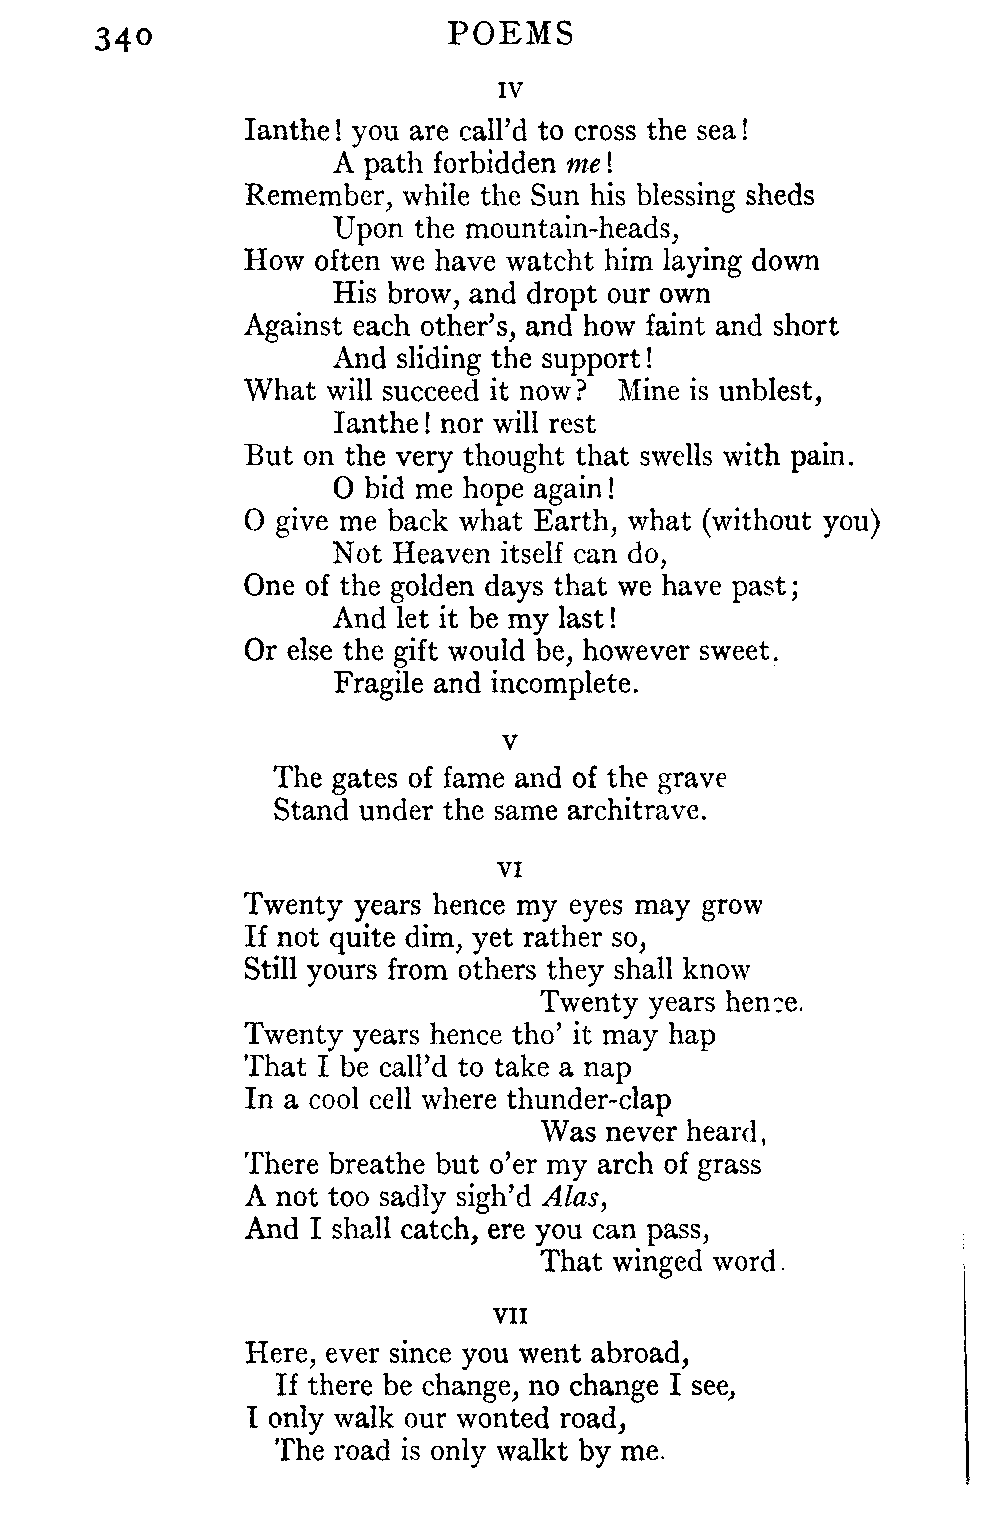 340 POEMS
IV
Ianthe! you are call'd to cross the sea!
A path forbidden me!
Remember, while the Sun his blessing sheds
Upon the mountain-heads,
How often we have watcht him laying down
His brow, and dropt our own
Against each other's, and how faint and short
And sliding the support!
What will succeed it now? Mine is unblest,
Ianthe! nor will rest
But on the very thought that swells with pain.
O bid me hope again!
O give me back what Earth, what (without you)
Not Heaven itself can do,
One of the golden days that we have past;
And let it be my last!
Or else the gift would be, however sweet.
Fragile and incomplete.
V
The gates of fame and of the grave
Stand under the same architrave.
VI
Twenty years hence my eyes may grow
If not quite dim, yet rather so,
Still yours from others they shall know
Twenty years hence.
Twenty years hence tho' it may hap
That I be call'd to take a nap
In a cool cell where thunder-clap
Was never heard,
There breathe but o'er my arch of grass
A not too sadly sigh'd Alas,
And I shall catch, ere you can pass,
That winged word.
VII
Here, ever since you went abroad,
If there be change, no change I see,
I only walk our wonted road,
The road is only walkt by me.